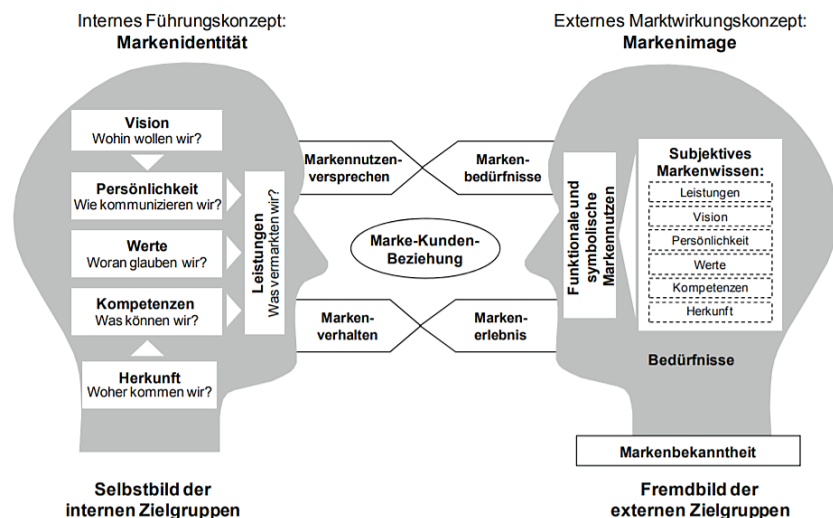 Internes Führungskonzept:
Markenidentität
Vision
Wohin wollen wir?
Persönlichkeit
Wie kommunizieren wir?
Werte
Woran glauben wir?
Kompetenzen
Was können wir?
Herkunft
Woher kommen wir?
Leistungen
Was vermarkten wir?
Selbstbild der
internen Zielgruppen
Markennutzen-
versprechen
Marken-
bedürfnisse
Marke-Kunden-
Beziehung
Marken-
verhalten
Marken-
erlebnis
Externes Marktwirkungskonzept:
Markenimage
Funktionale und
symbolische
Markennutzen
Subjektives
Markenwissen:
Leistungen
Vision
Persönlichkeit
Werte
Kompetenzen
Herkunft
Bedürfnisse
Markenbekanntheit
Fremdbild der
externen Zielgruppen